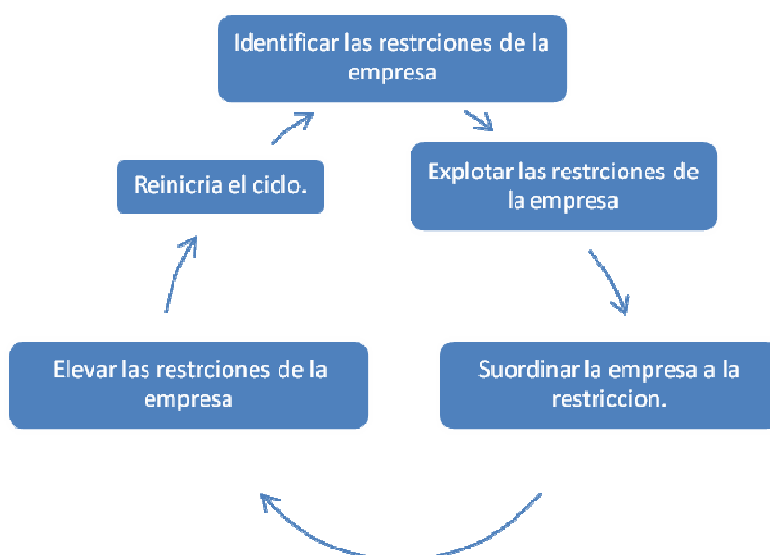 Identificar las restrciones de la
empresa
Explotar las restrciones de
la empresa
Suordinar la empresa a la
restriccion.
Elevar las restrciones de la
empresa
Reinicria el ciclo.